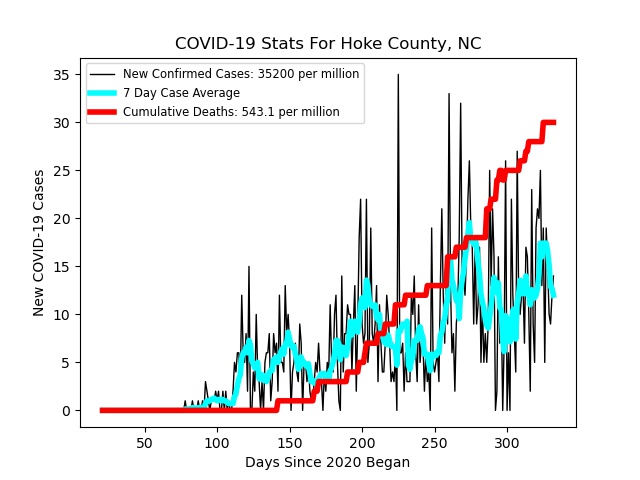 COVID-19 Stats For Hoke County, NC
New Confirmed Cases: 35200 per million
7 Day Case Average
Cumulative Deaths: 543.1 per million
New COVID-19 Cases
35
30
25
20
15
10
5
0
50 100 150 200 250 300
Days Since 2020 Began